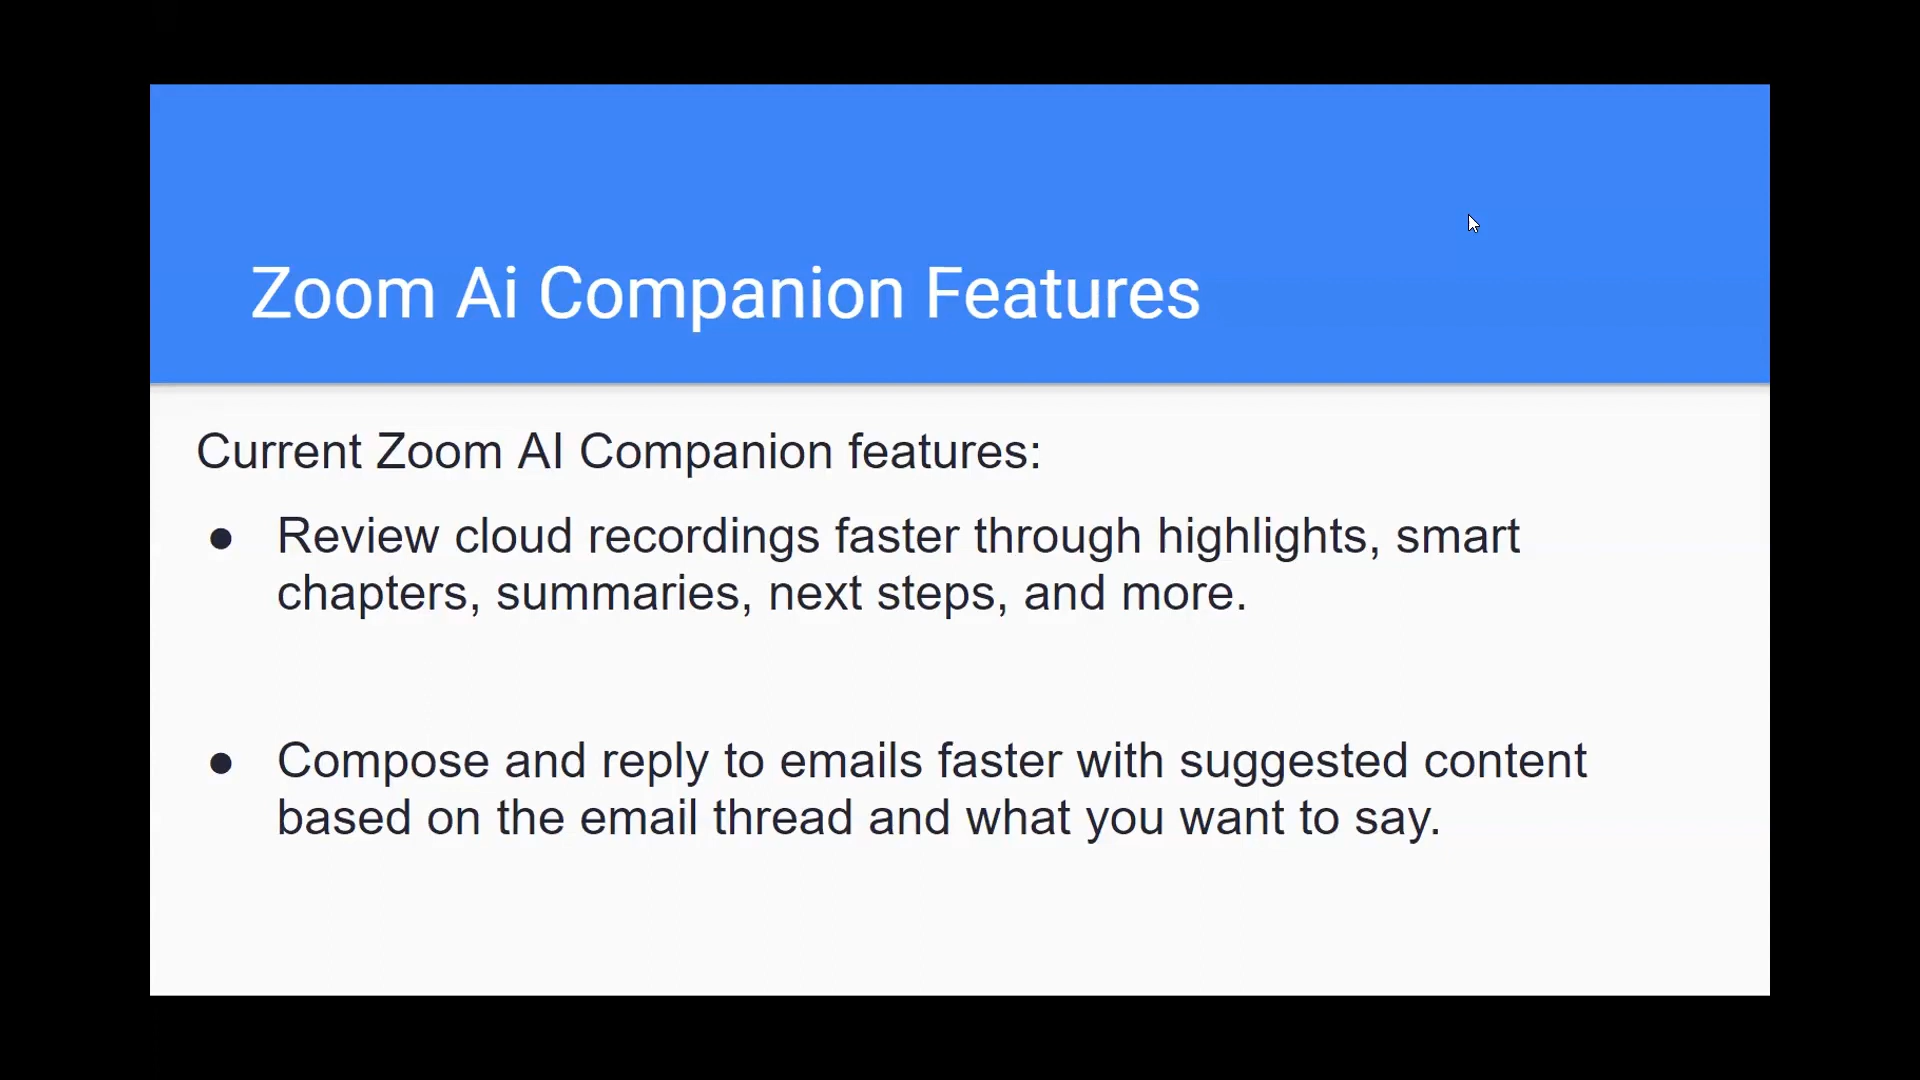 Zoom Ai Companion Features
Current Zoom AI Companion features:
● Review cloud recordings faster through highlights, smart
chapters, summaries, next steps, and more.
● Compose and reply to emails faster with suggested content
based on the email thread and what you want to say.